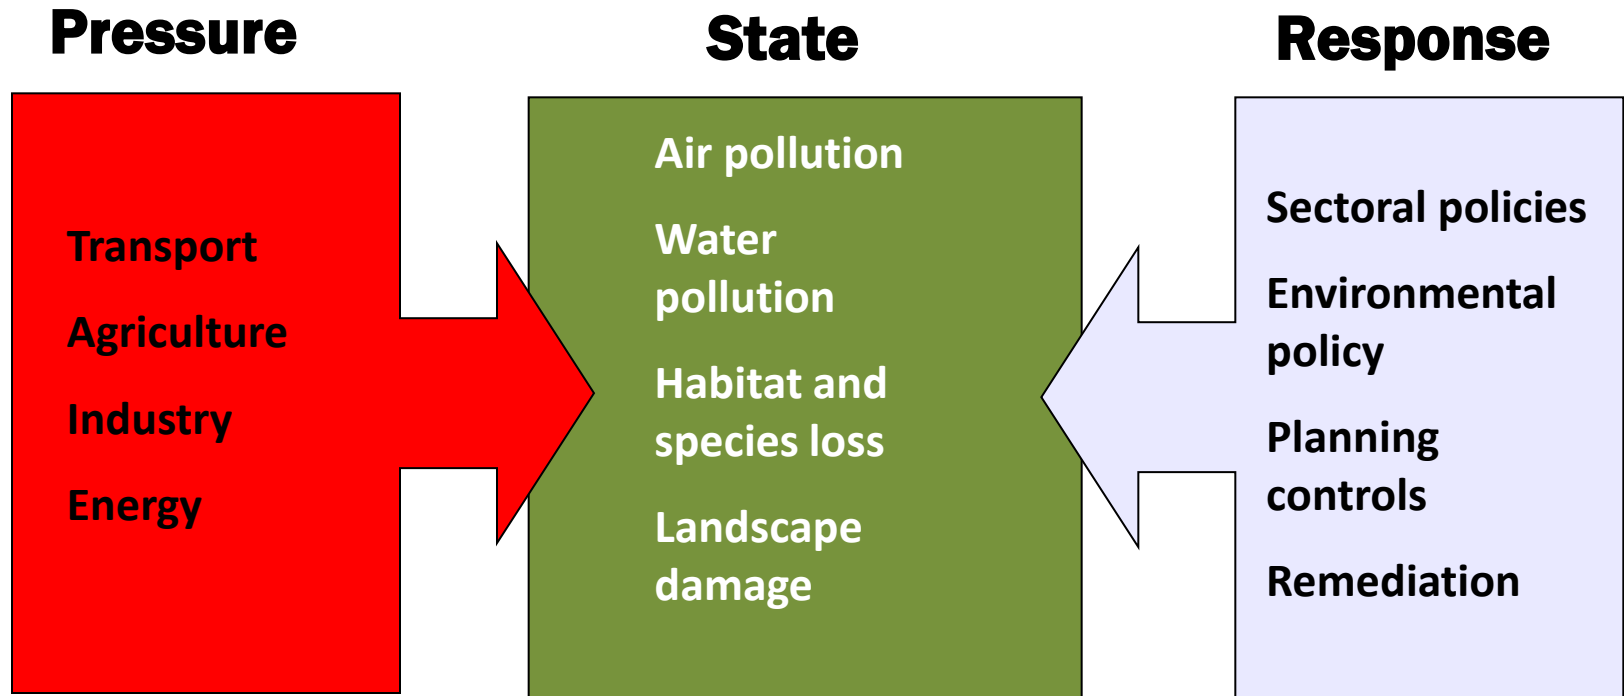 Pressure
State
Response
Transport
Agriculture
Industry
Energy
Air pollution
Water
pollution
Habitat and
species loss
Landscape
damage
Sectoral policies
Environmental
policy
Planning
controls
Remediation